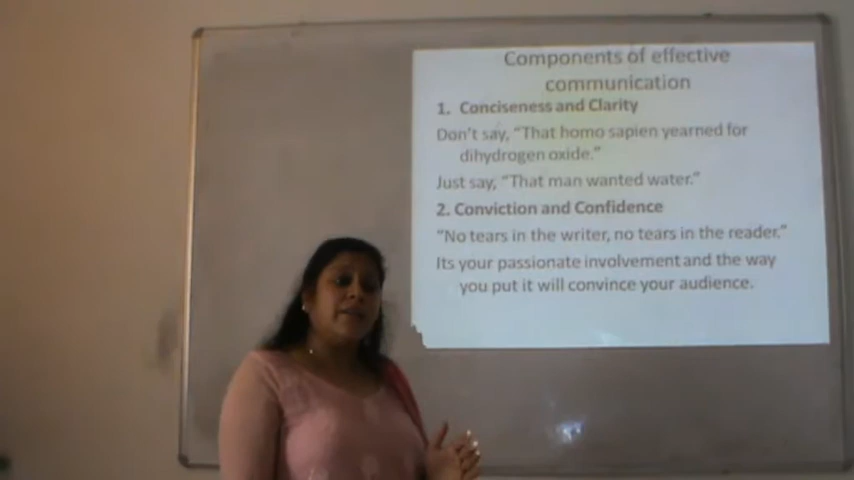 Components of effective
communication
1. Conciseness and Clarity
Don't say, "That homo sapien yearned for
dihydrogen oxide."
Just say, "That man wanted water."
2. Conviction and Confidence
"No tears in the writer, no tears in the reader."
Its your passionate involvement and the way
you put it will convince your audience.